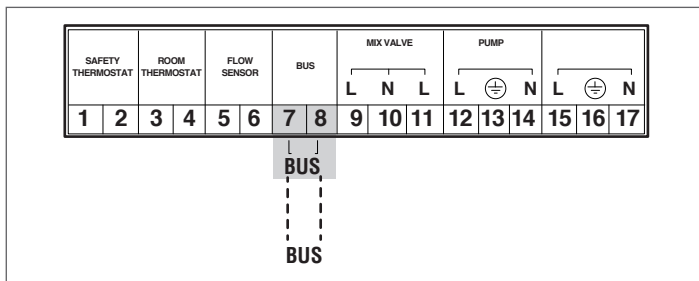 SAFETY THERMOSTAT
ROOM THERMOSTAT
FLOW SENSOR
BUS
MIX VALVE
PUMP
L N L L N L N
1 2 3 4 5 6 7 8 9 10 11 12 13 14 15 16 17
BUS
BUS